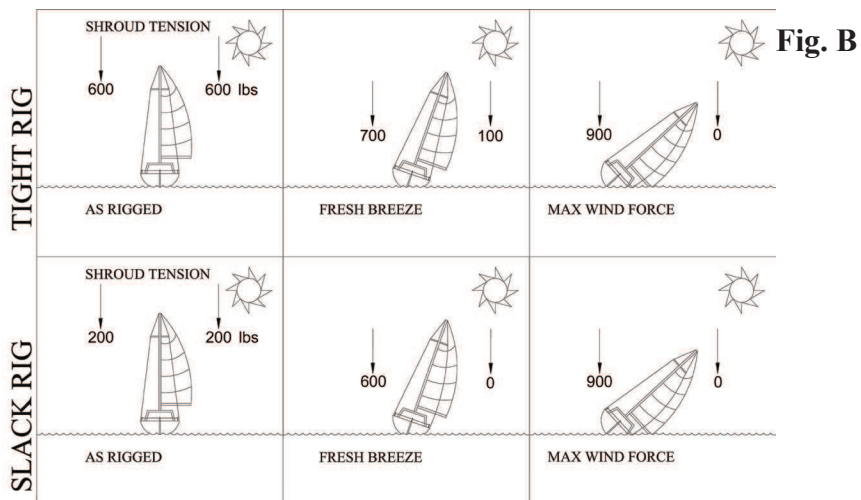 SHROUD TENSION
600 600 lbs
AS RIGGED
700 100
FRESH BREEZE
900 0
MAX WIND FORCE
Fig. B
TIGHT RIG
SHROUD TENSION
200 200 lbs
AS RIGGED
600 0
FRESH BREEZE
900 0
MAX WIND FORCE
SLACK RIG